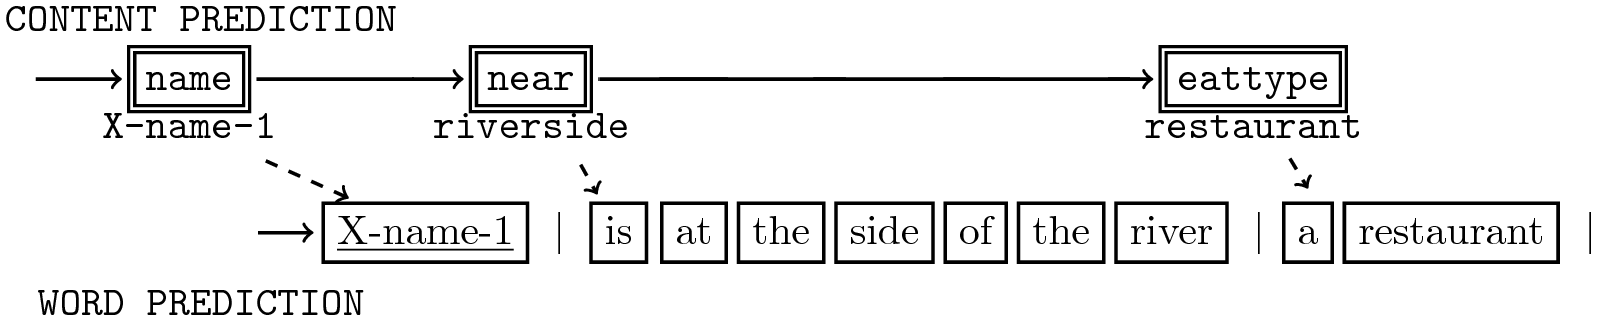 CONTENT PREDICTION
name near eattype
X-name-1 riverside restaurant
X-name-1 | is at the side of the river | a restaurant |
WORD PREDICTION